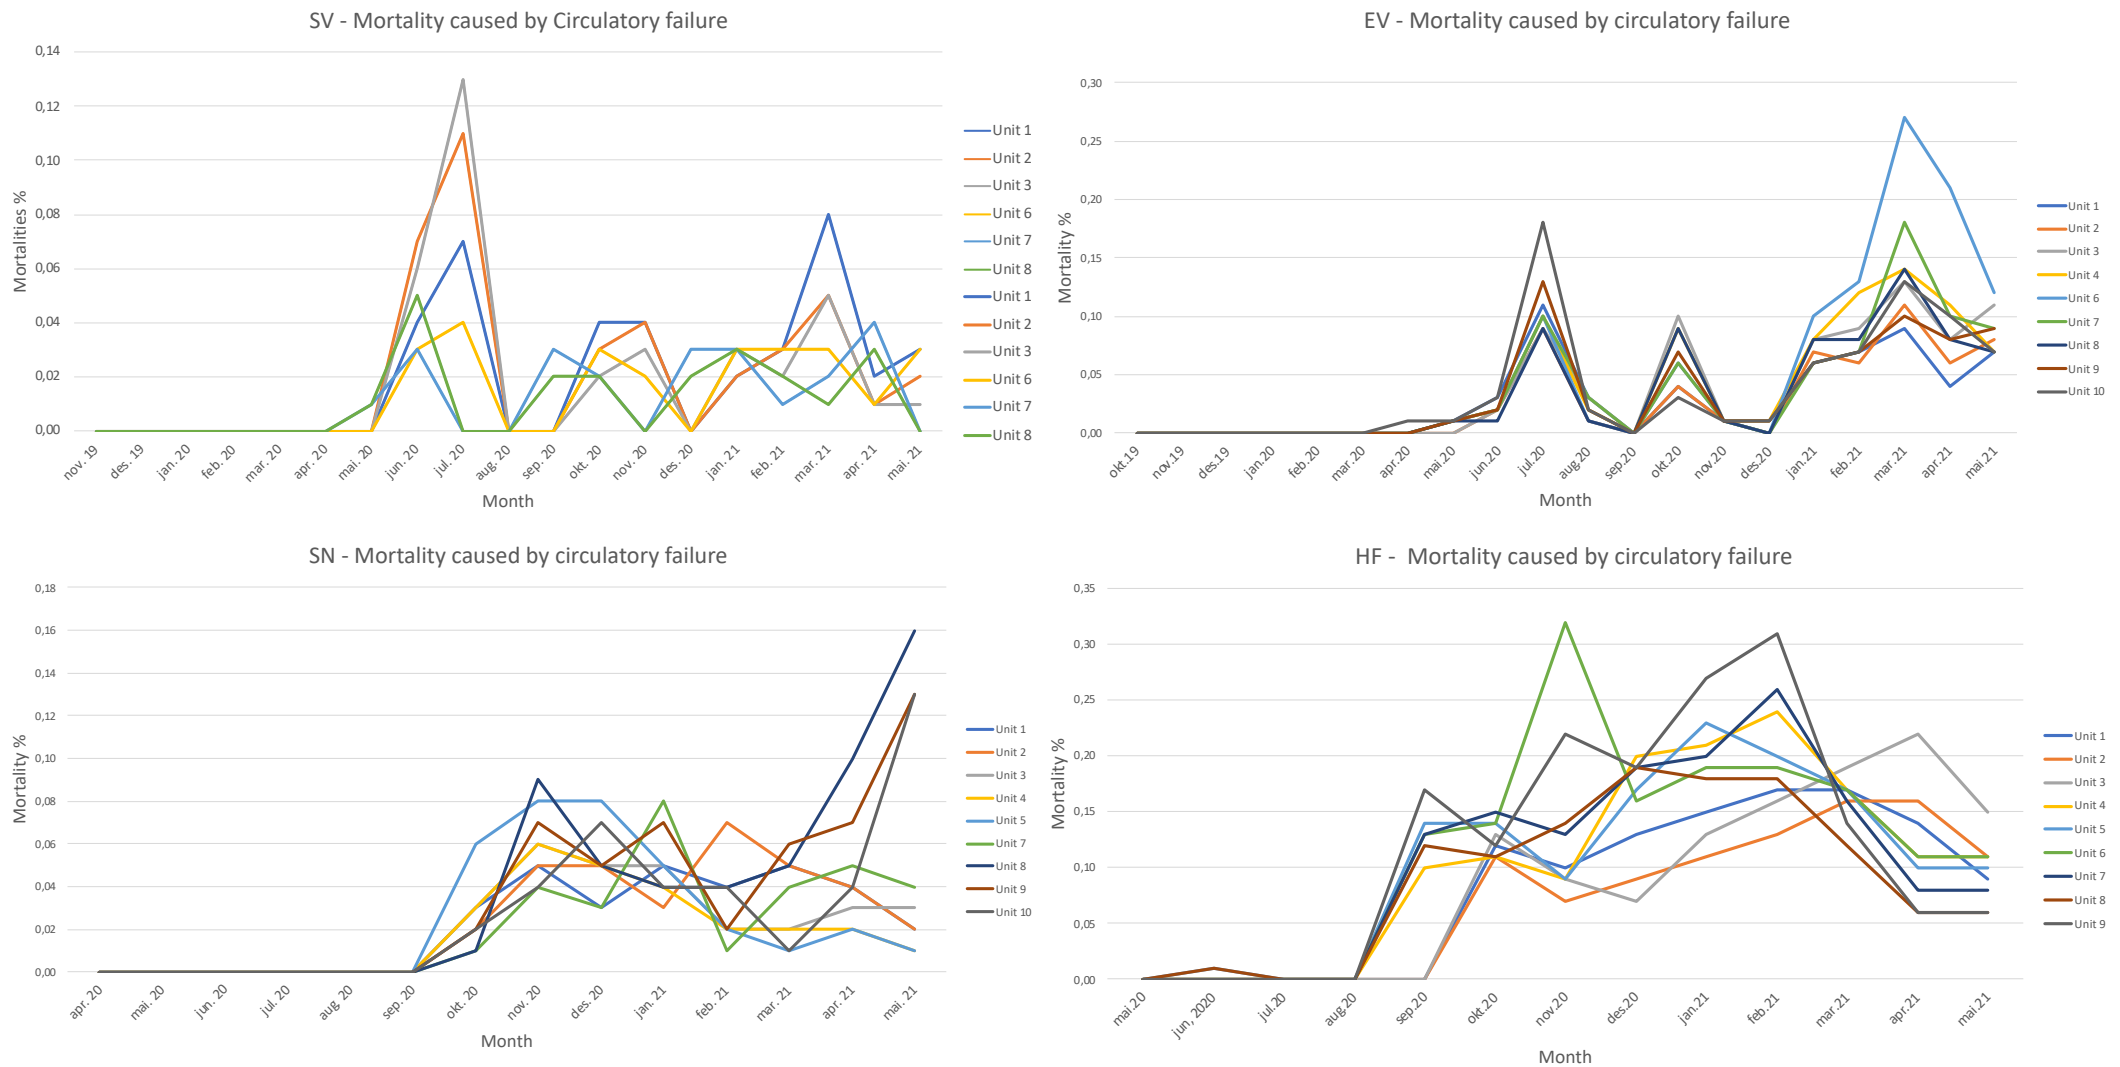 SV - Mortality caused by Circulatory failure
0,14
0,12
0,10
0,08
0,06
0,04
0,02
0,00
Mortalities %
nov. 19
des. 19
jan. 20
feb. 20
mar. 20
apr. 20
mai. 20
jun. 20
jul. 20
aug. 20
sep. 20
okt. 20
nov. 20
des. 20
jan. 21
feb. 21
mar. 21
apr. 21
mai. 21
Month
Unit 1
Unit 2
Unit 3
Unit 6
Unit 7
Unit 8
Unit 1
Unit 2
Unit 3
Unit 6
Unit 7
Unit 8
EV - Mortality caused by circulatory failure
0,30
0,25
0,20
0,15
0,10
0,05
0,00
Mortality %
okt.19
nov.19
des.19
jan.20
feb.20
mar.20
apr.20
mai.20
jun.20
jul.20
aug.20
sep.20
okt.20
nov.20
des.20
jan.21
feb.21
mar.21
apr.21
mai.21
Month
Unit 1
Unit 2
Unit 3
Unit 4
Unit 6
Unit 7
Unit 8
Unit 9
Unit 10
SN - Mortality caused by circulatory failure
0,18
0,16
0,14
0,12
0,10
0,08
0,06
0,04
0,02
0,00
Mortality %
apr. 20
mai. 20
jun. 20
jul. 20
aug 20
sep. 20
okt. 20
nov. 20
des. 20
jan. 21
feb. 21
mar. 21
apr. 21
mai. 21
Month
Unit 1
Unit 2
Unit 3
Unit 4
Unit 5
Unit 7
Unit 8
Unit 9
Unit 10
HF - Mortality caused by circulatory failure
0,35
0,30
0,25
0,20
0,15
0,10
0,05
0,00
Mortality %
mai.20
jun, 2020
jul.20
aug.20
sep.20
okt.20
nov.20
des.20
jan.21
feb.21
mar.21
apr.21
mai.21
Month
Unit 1
Unit 2
Unit 3
Unit 4
Unit 5
Unit 6
Unit 7
Unit 8
Unit 9